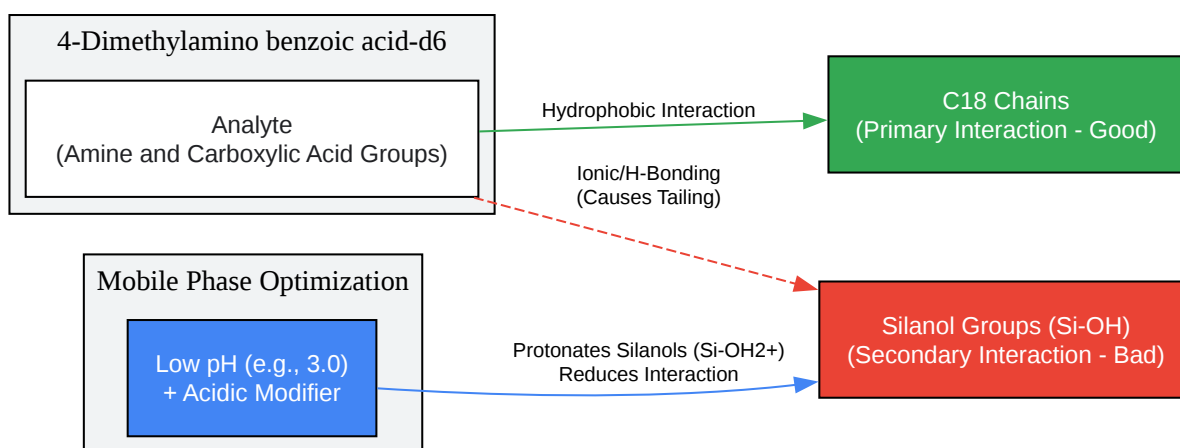 4-Dimethylamino benzoic acid-d6
Analyte
(Amine and Carboxylic Acid Groups)
Hydrophobic Interaction
C18 Chains
(Primary Interaction - Good)
Ionic/H-Bonding
(Causes Tailing)
Mobile Phase Optimization
Low pH (e.g., 3.0)
+ Acidic Modifier
Protonates Silanols (Si-OH2+)
Reduces Interaction
Silanol Groups (Si-OH)
(Secondary Interaction - Bad)